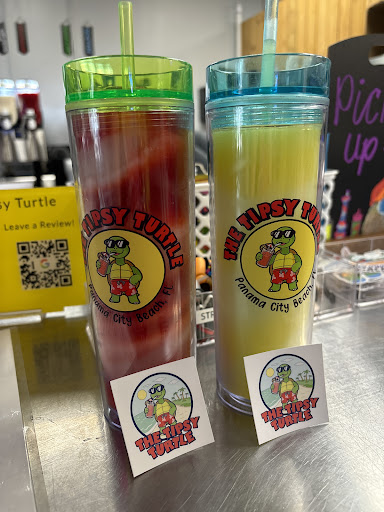 Pick
up
sy Turtle
Leave a Review!
THE TIPSY TURTLE
Panama City Beach, FL
THE TIPSY TURTLE
Panama City Beach, FL
THE TIPSY
TURTLE
THE TIPSY
TURTLE